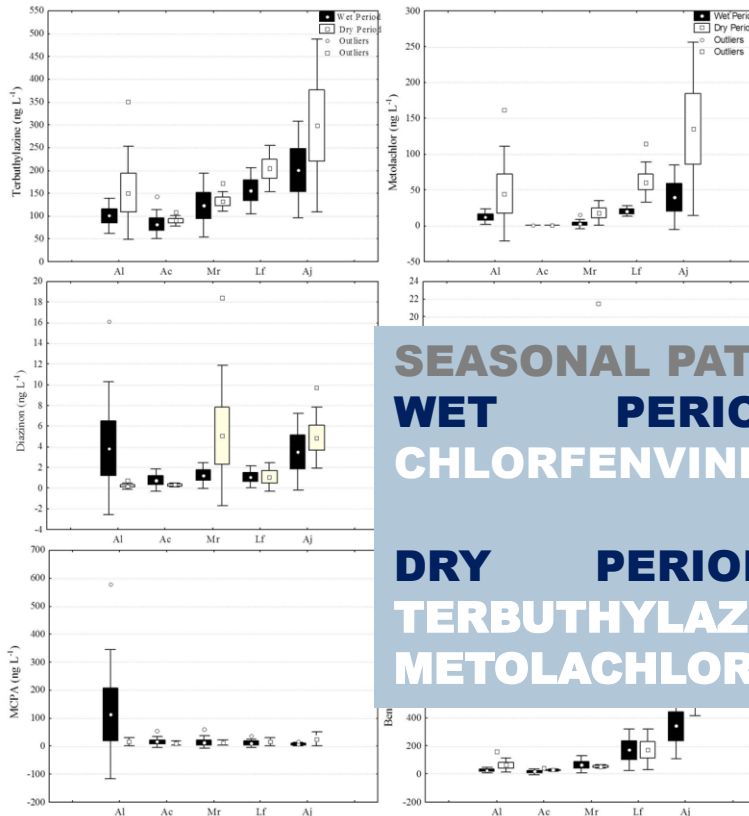 550
500
450
400
350
300
250
200
150
100
50
0
Terbuthylazine (ng L⁻¹)
Wet Period
Dry Period
Outliers
Outliers
Al Ac Mr Lf Aj
300
250
200
150
100
50
0
-50
Metolachlor (ng L⁻¹)
Wet Perio
Dry Perio
Outliers
Outliers
Al Ac Mr Lf Aj
20
18
16
14
12
10
8
6
4
2
0
-2
-4
Diazinon (ng L⁻¹)
Al Ac Mr Lf Aj
24
22
20
SEASONAL PAT
WET PERIO
CHLORFENVIN
DRY PERIO
TERBUTHYLAZ
METOLACHLOR
700
600
500
400
300
200
100
0
-100
-200
MCPA (ng L⁻¹)
Al Ac Mr Lf Aj
400
200
0
-200
Ben
Al Ac Mr Lf Aj